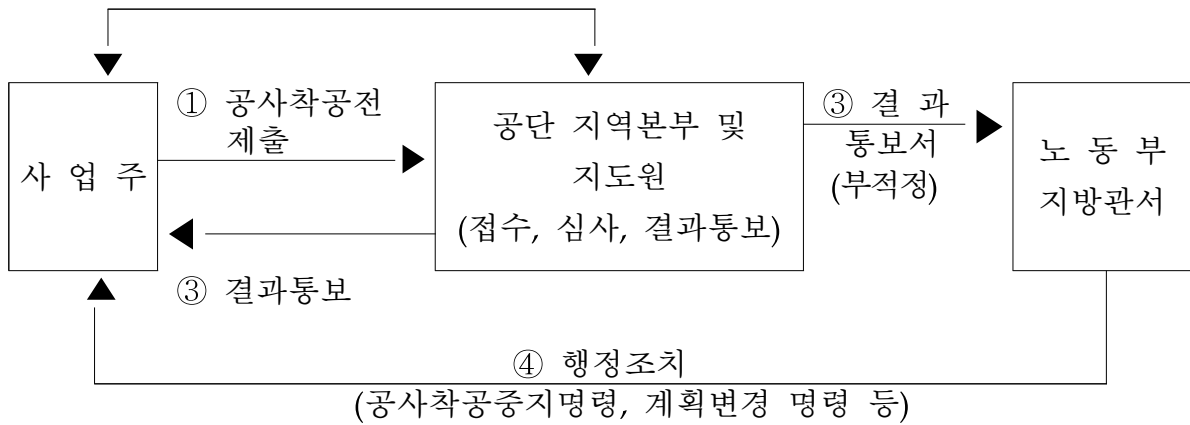 ① 공사착공전
제출
사 업 주
③ 결과통보
공단 지역본부 및
지도원
(접수, 심사, 결과통보)
③ 결 과
통보서
(부적정)
노 동 부
지방관서
④ 행정조치
(공사착공중지명령, 계획변경 명령 등)